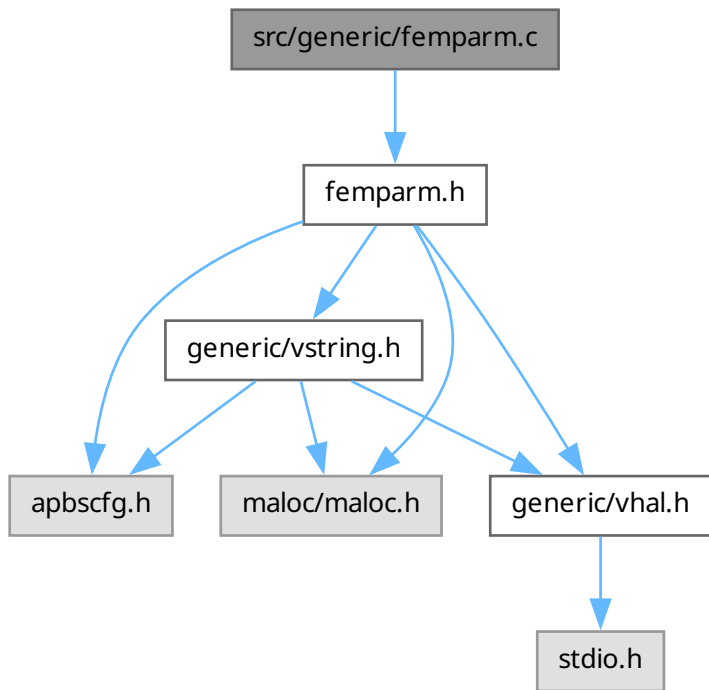 src/generic/femparm.c
femparm.h
generic/vstring.h
apbscfg.h
maloc/maloc.h
generic/vhal.h
stdio.h